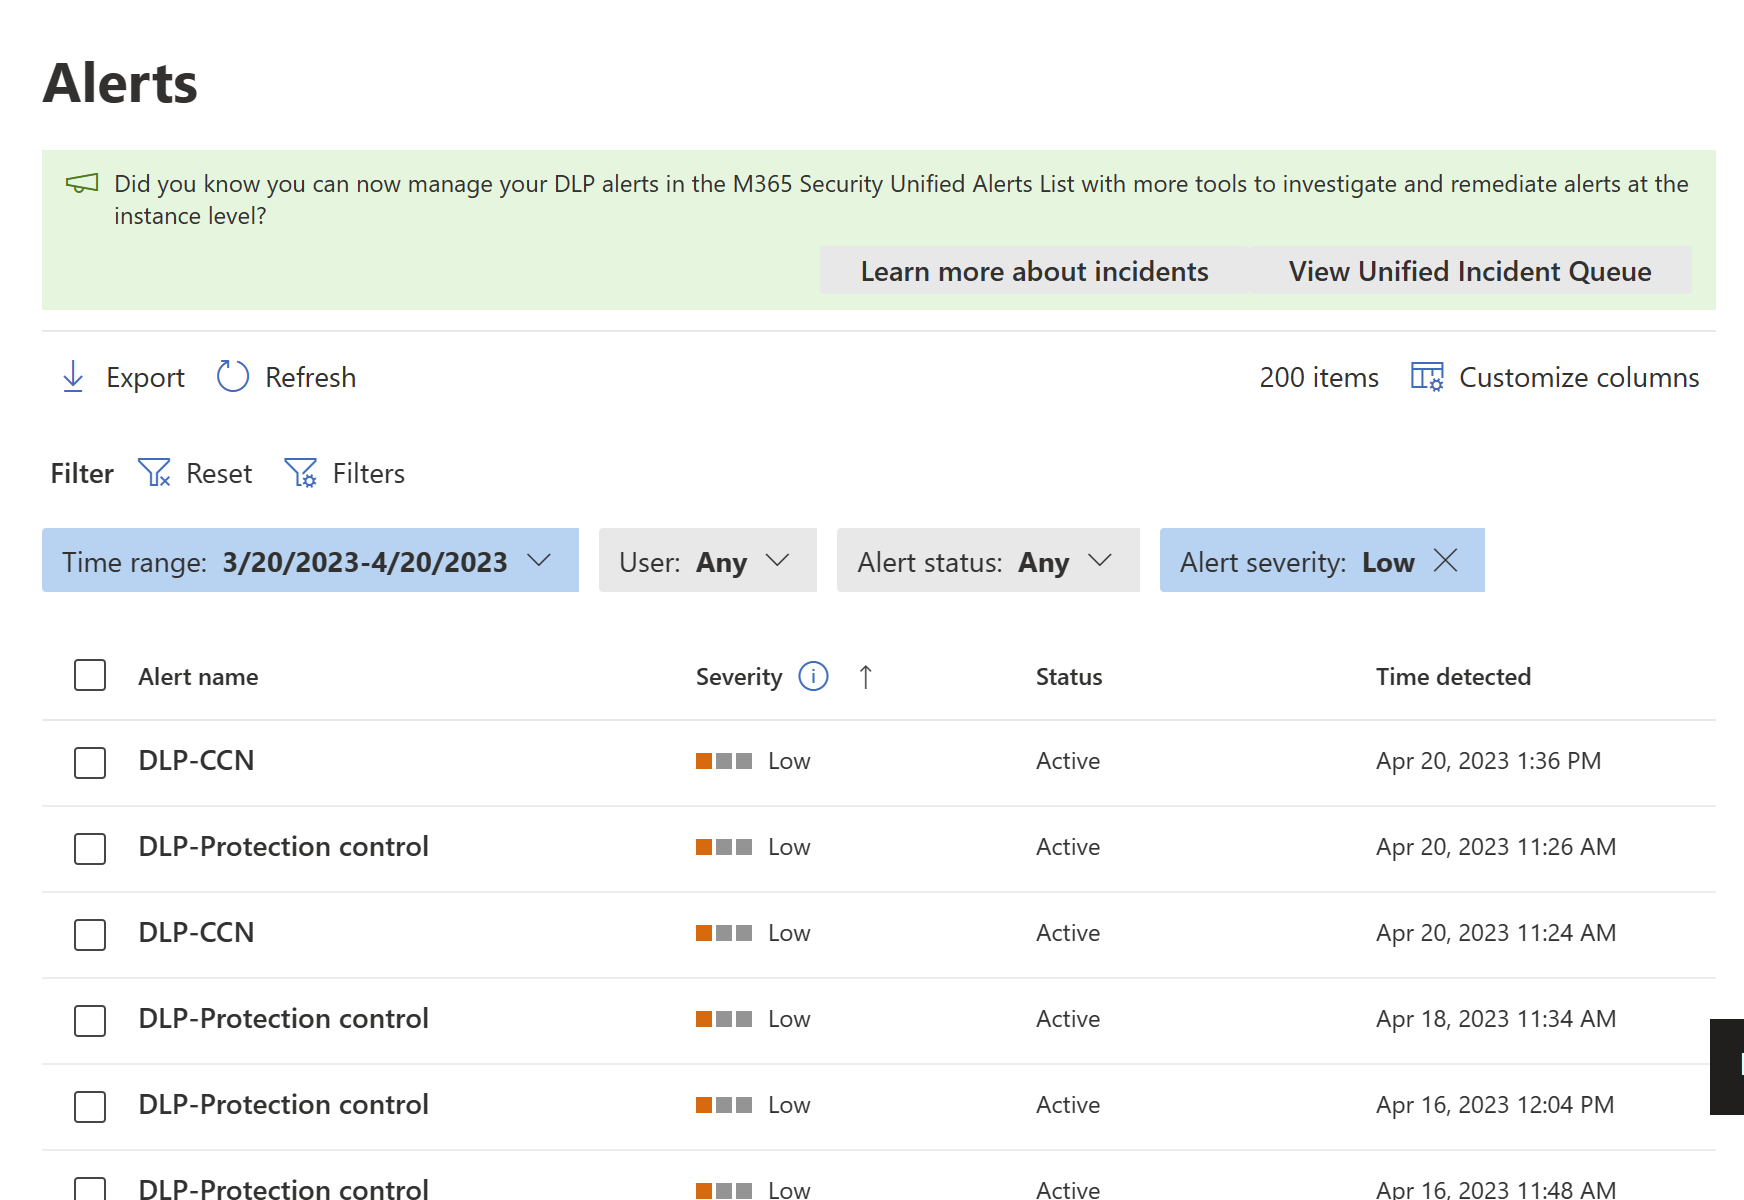 Alerts
Did you know you can now manage your DLP alerts in the M365 Security Unified Alerts List with more tools to investigate and remediate alerts at the
instance level?
Learn more about incidents View Unified Incident Queue
Export Refresh 200 items Customize columns
Filter Reset Filters
Time range: 3/20/2023-4/20/2023 User: Any Alert status: Any Alert severity: Low
Alert name Severity Status Time detected
DLP-CCN Low Active Apr 20, 2023 1:36 PM
DLP-Protection control Low Active Apr 20, 2023 11:26 AM
DLP-CCN Low Active Apr 20, 2023 11:24 AM
DLP-Protection control Low Active Apr 18, 2023 11:34 AM
DLP-Protection control Low Active Apr 16, 2023 12:04 PM
DLP-Protection control Low Active Apr 16, 2023 11:48 AM